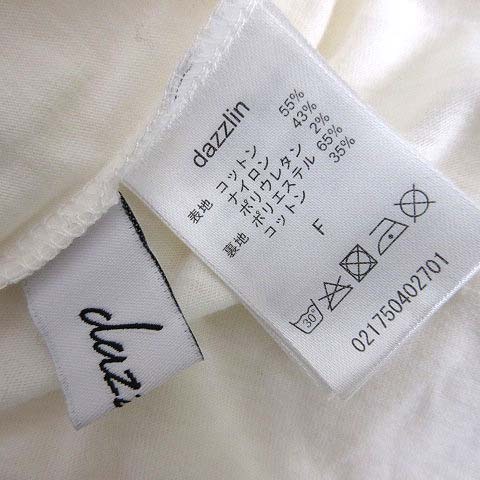 dazzlin
表地 コットン 55%
ナイロン 43%
ポリウレタン 2%
裏地 ポリエステル 65%
コットン 35%
F
30°
021750402701